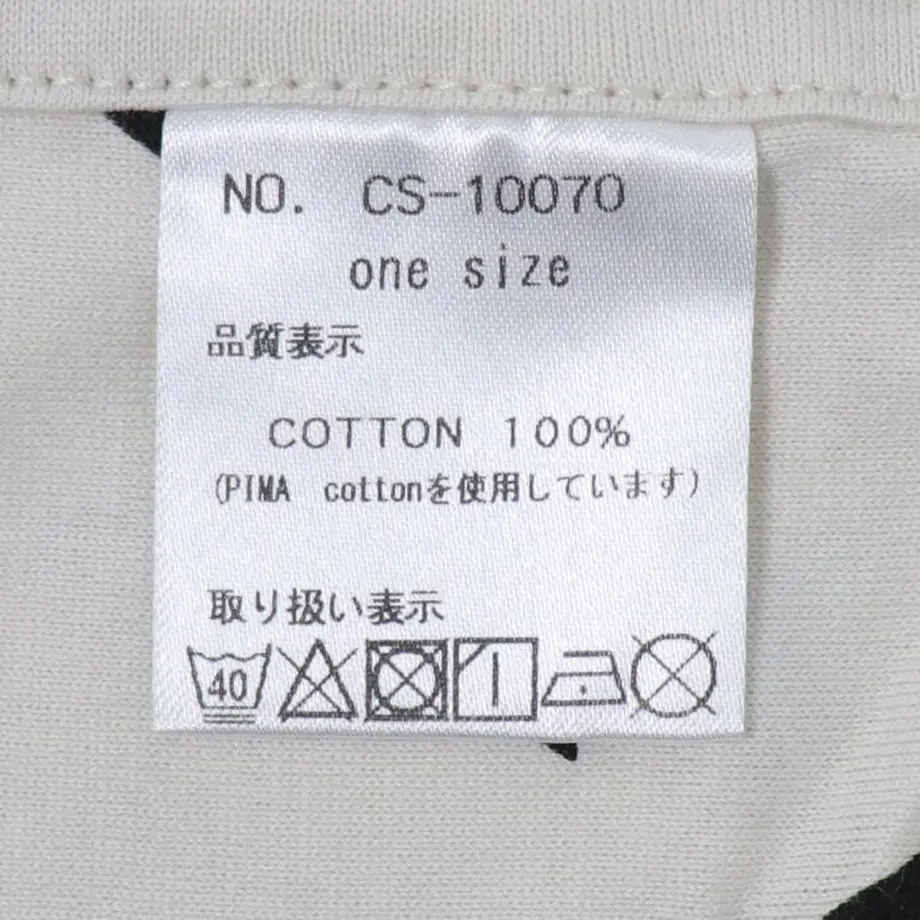 NO. CS-10070
one size
品質表示
COTTON 100%
(PIMA cottonを使用しています)
取り扱い表示
40